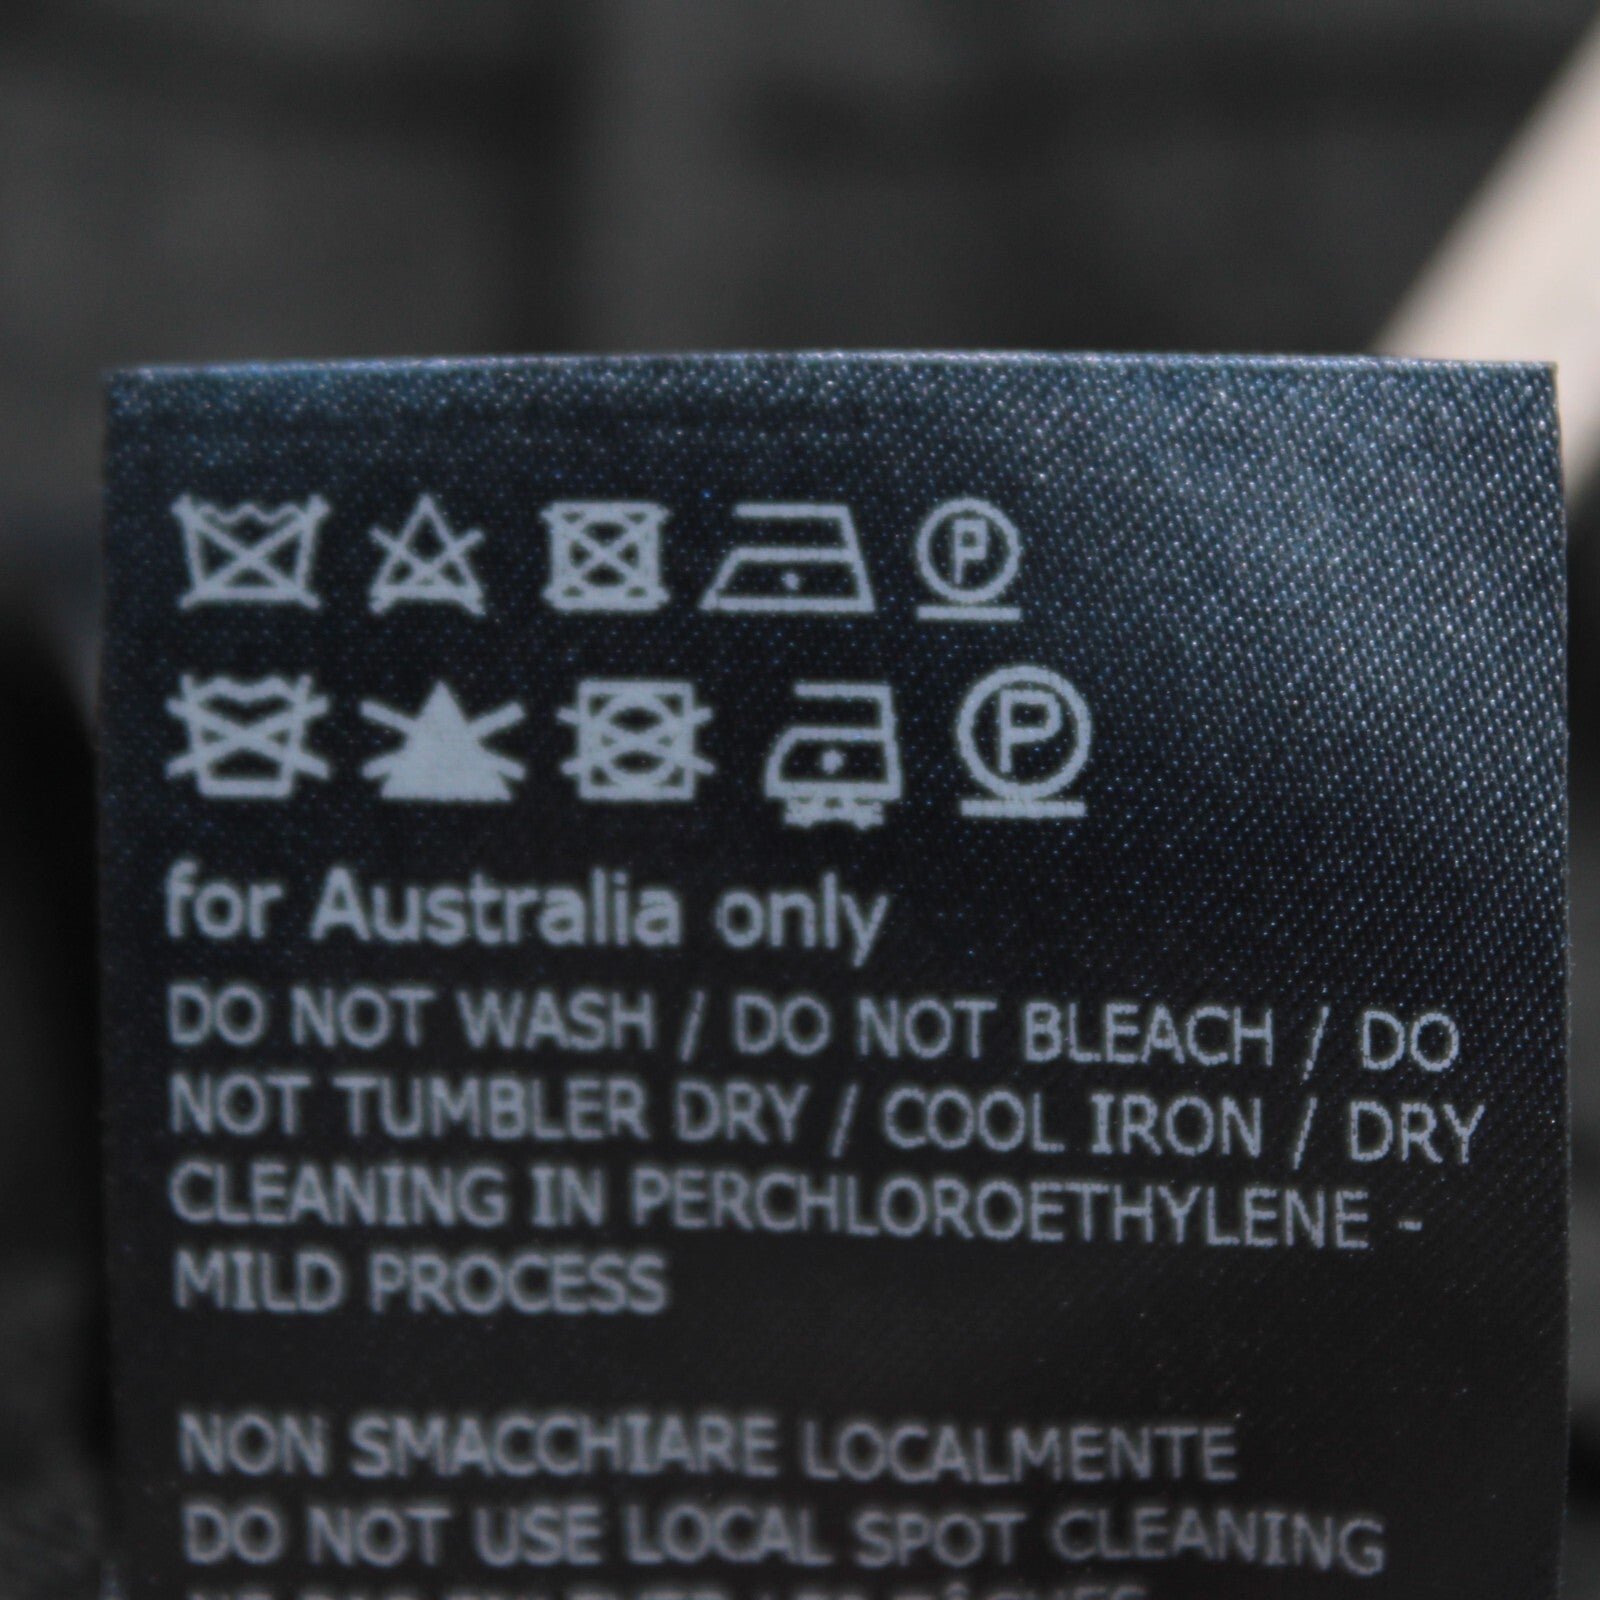 P
P
for Australia only
DO NOT WASH / DO NOT BLEACH / DO
NOT TUMBLER DRY / COOL IRON / DRY
CLEANING IN PERCHLOROETHYLENE -
MILD PROCESS
NON SMACCHIARE LOCALMENTE
DO NOT USE LOCAL SPOT CLEANING